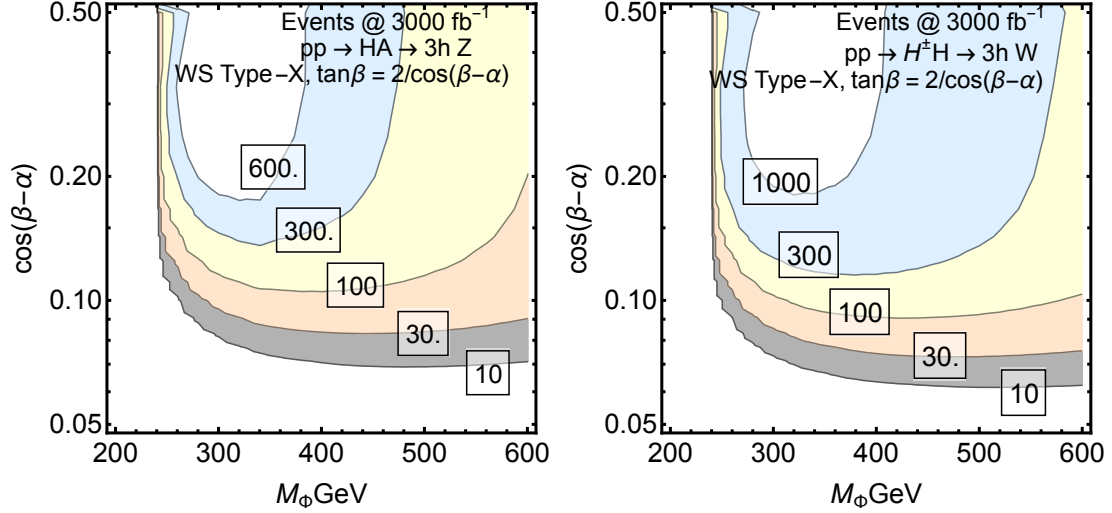 Events @ 3000 fb⁻¹
pp → HA → 3h Z
WS Type−X, tanβ = 2/cos(β−α)
0.50
0.20
0.10
0.05
cos(β−α)
600.
300.
100
30.
10
200
300
400
500
600
M_Φ GeV
Events @ 3000 fb⁻¹
pp → H^±H → 3h W
WS Type−X, tanβ = 2/cos(β−α)
0.50
0.20
0.10
0.05
cos(β−α)
1000
300
100
30.
10
200
300
400
500
600
M_Φ GeV